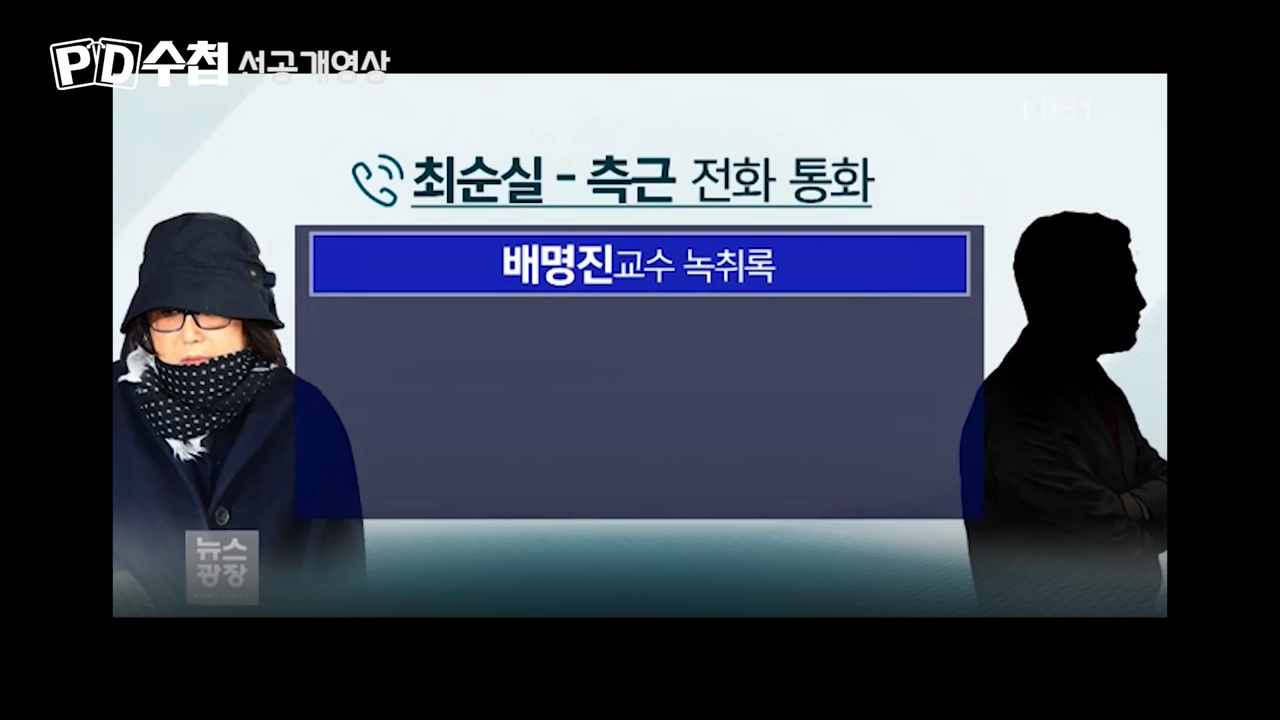 PD수첩 선공개영상
KBS1
최순실 - 측근 전화 통화
배명진교수 녹취록
뉴스
광장